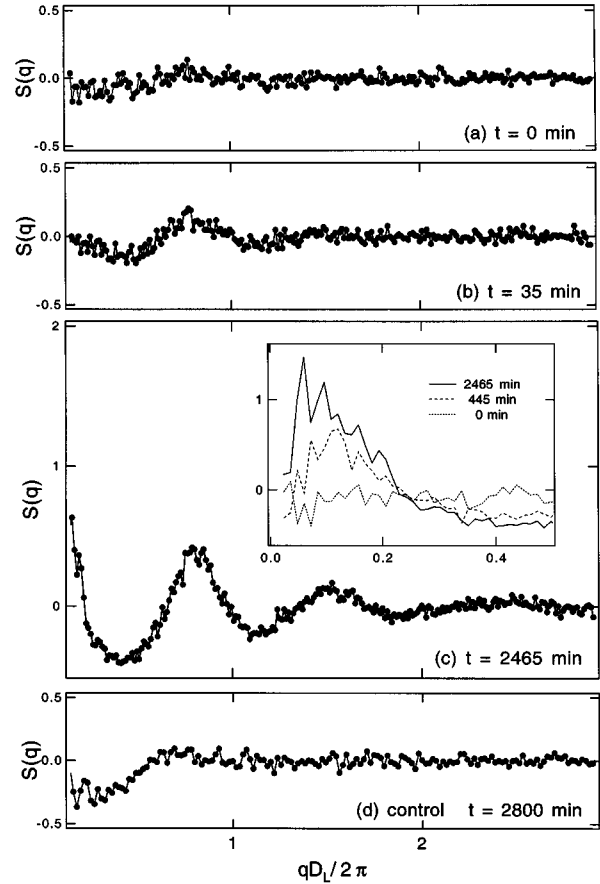 0.5
0.0
-0.5
S(q)
(a) t = 0 min
0.5
0.0
-0.5
S(q)
(b) t = 35 min
2
1
0
S(q)
1
0
0.0
0.2
0.4
2465 min
445 min
0 min
(c) t = 2465 min
0.5
0.0
-0.5
S(q)
(d) control t = 2800 min
1
2
qD_L/2π